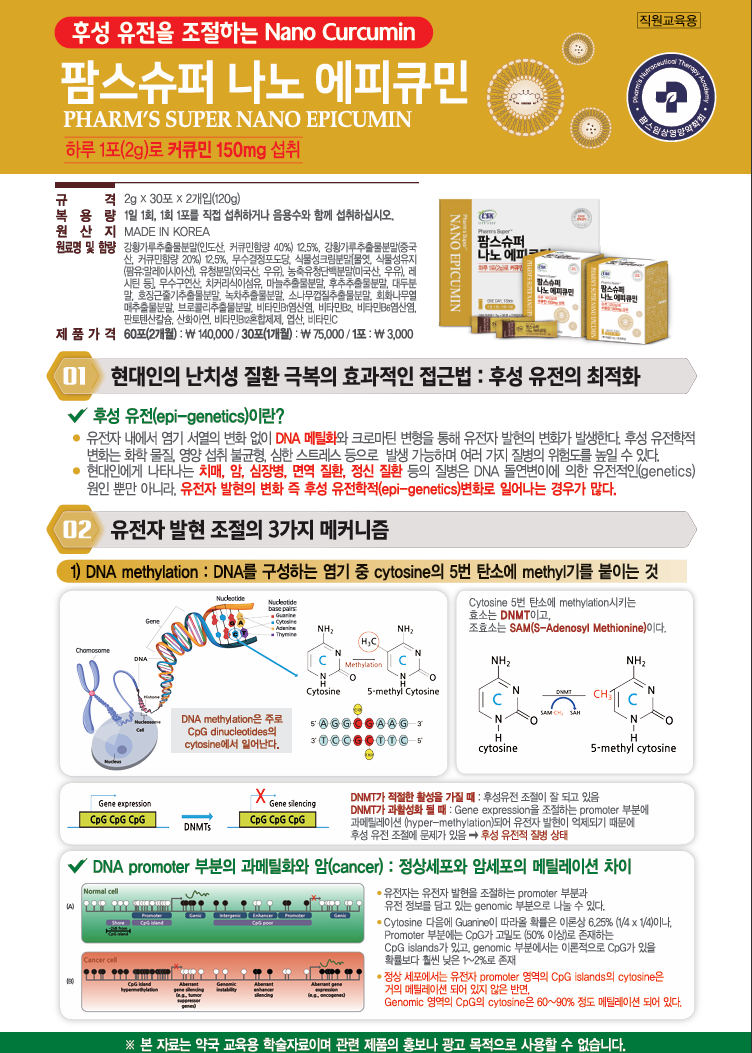 직원교육용
후성 유전을 조절하는 Nano Curcumin
팜스슈퍼 나노 에피큐민
PHARM'S SUPER NANO EPICUMIN
하루 1포(2g)로 커큐민 150mg 섭취
Pharm's Nutraceutical Therapy Academy
팜스임상영양약학회
규 격 2g × 30포 × 2개입(120g)
복 용 량 1일 1회, 1회 1포를 직접 섭취하거나 음용수와 함께 섭취하십시오.
원 산 지 MADE IN KOREA
원료명 및 함량 강황가루추출물분말(인도산, 커큐민함량 40%) 12.5%, 강황가루추출물분말(중국
산, 커큐민함량 20%) 12.5%, 무수결정포도당, 식물성크림분말[물엿, 식물성유지
(팜유:말레이시아산), 유청분말(외국산, 우유), 농축유청단백분말(미국산, 우유), 레
시틴 등], 무수구연산, 치커리식이섬유, 마늘추출물분말, 후추추출물분말, 대두분
말, 호장근줄기추출물분말, 녹차추출물분말, 소나무껍질추출물분말, 회화나무열
매추출물분말, 브로콜리추출물분말, 비타민B1염산염, 비타민B2, 비타민B6염산염,
판토텐산칼슘, 산화아연, 비타민B12혼합제제, 엽산, 비타민C
제 품 가 격 60포(2개월) : ₩ 140,000 / 30포(1개월) : ₩ 75,000 / 1포 : ₩ 3,000
CSK
Pharm's Super
팜스슈퍼
나노 에피큐민
NANO EPICUMIN
01 현대인의 난치성 질환 극복의 효과적인 접근법 : 후성 유전의 최적화
후성 유전(epi-genetics)이란?
유전자 내에서 염기 서열의 변화 없이 DNA 메틸화와 크로마틴 변형을 통해 유전자 발현의 변화가 발생한다. 후성 유전학적
변화는 화학 물질, 영양 섭취 불균형, 심한 스트레스 등으로 발생 가능하며 여러 가지 질병의 위험도를 높일 수 있다.
현대인에게 나타나는 치매, 암, 심장병, 면역 질환, 정신 질환 등의 질병은 DNA 돌연변이에 의한 유전적인(genetics)
원인 뿐만 아니라, 유전자 발현의 변화 즉 후성 유전학적(epi-genetics)변화로 일어나는 경우가 많다.
02 유전자 발현 조절의 3가지 메커니즘
1) DNA methylation : DNA를 구성하는 염기 중 cytosine의 5번 탄소에 methyl기를 붙이는 것
Nucleotide
Nucleotide
base pairs:
Guanine
Cytosine
Adenine
Thymine
Gene
Chomosome
DNA
Histone
Nucleosome
Cell
Nucleus
DNA methylation은 주로
CpG dinucleotides의
cytosine에서 일어난다.
NH₂
C
N
N
H
O
Cytosine
H₃C
Methylation
NH₂
C
N
N
H
O
5-methyl Cytosine
5' A G G C G A A G 3'
3' T C C G C T T C 5'
Cytosine 5번 탄소에 methylation시키는
효소는 DNMT이고,
조효소는 SAM(S-Adenosyl Methionine)이다.
NH₂
C
N
N
H
O
cytosine
DNMT
SAM-CH₃ SAH
NH₂
CH₃
C
N
N
H
O
5-methyl cytosine
Gene expression
CpG CpG CpG
DNMTs
X
Gene silencing
CpG CpG CpG
DNMT가 적절한 활성을 가질 때 : 후성유전 조절이 잘 되고 있음
DNMT가 과활성화 될 때 : Gene expression을 조절하는 promoter 부분에
과메틸레이션 (hyper-methylation)되어 유전자 발현이 억제되기 때문에
후성 유전 조절에 문제가 있음 ➡ 후성 유전적 질병 상태
DNA promoter 부분의 과메틸화와 암(cancer) : 정상세포와 암세포의 메틸레이션 차이
(A)
Normal cell
Promoter Genic Intergenic Enhancer Promoter Genic
Shore CpG island CpG poor
(B)
Cancer cell
CpG island
hypermethylation
Aberrant
gene silencing
(e.g., tumor
suppressor
genes)
Genomic
instability
Aberrant
enhancer
silencing
Aberrant gene
expression
(e.g., oncogenes)
유전자는 유전자 발현을 조절하는 promoter 부분과
유전 정보를 담고 있는 genomic 부분으로 나눌 수 있다.
Cytosine 다음에 Guanine이 따라올 확률은 이론상 6.25% (1/4 x 1/4)이나,
Promoter 부분에는 CpG가 고밀도 (50% 이상)로 존재하는
CpG islands가 있고, genomic 부분에서는 이론적으로 CpG가 있을
확률보다 훨씬 낮은 1~2%로 존재
정상 세포에서는 유전자 promoter 영역의 CpG islands의 cytosine은
거의 메틸레이션 되어 있지 않은 반면,
Genomic 영역의 CpG의 cytosine은 60~90% 정도 메틸레이션 되어 있다.
※ 본 자료는 약국 교육용 학술자료이며 관련 제품의 홍보나 광고 목적으로 사용할 수 없습니다.